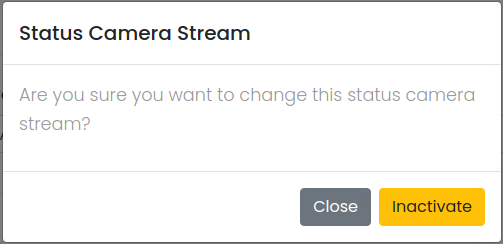 Status Camera Stream
Are you sure you want to change this status camera
stream?
Close
Inactivate